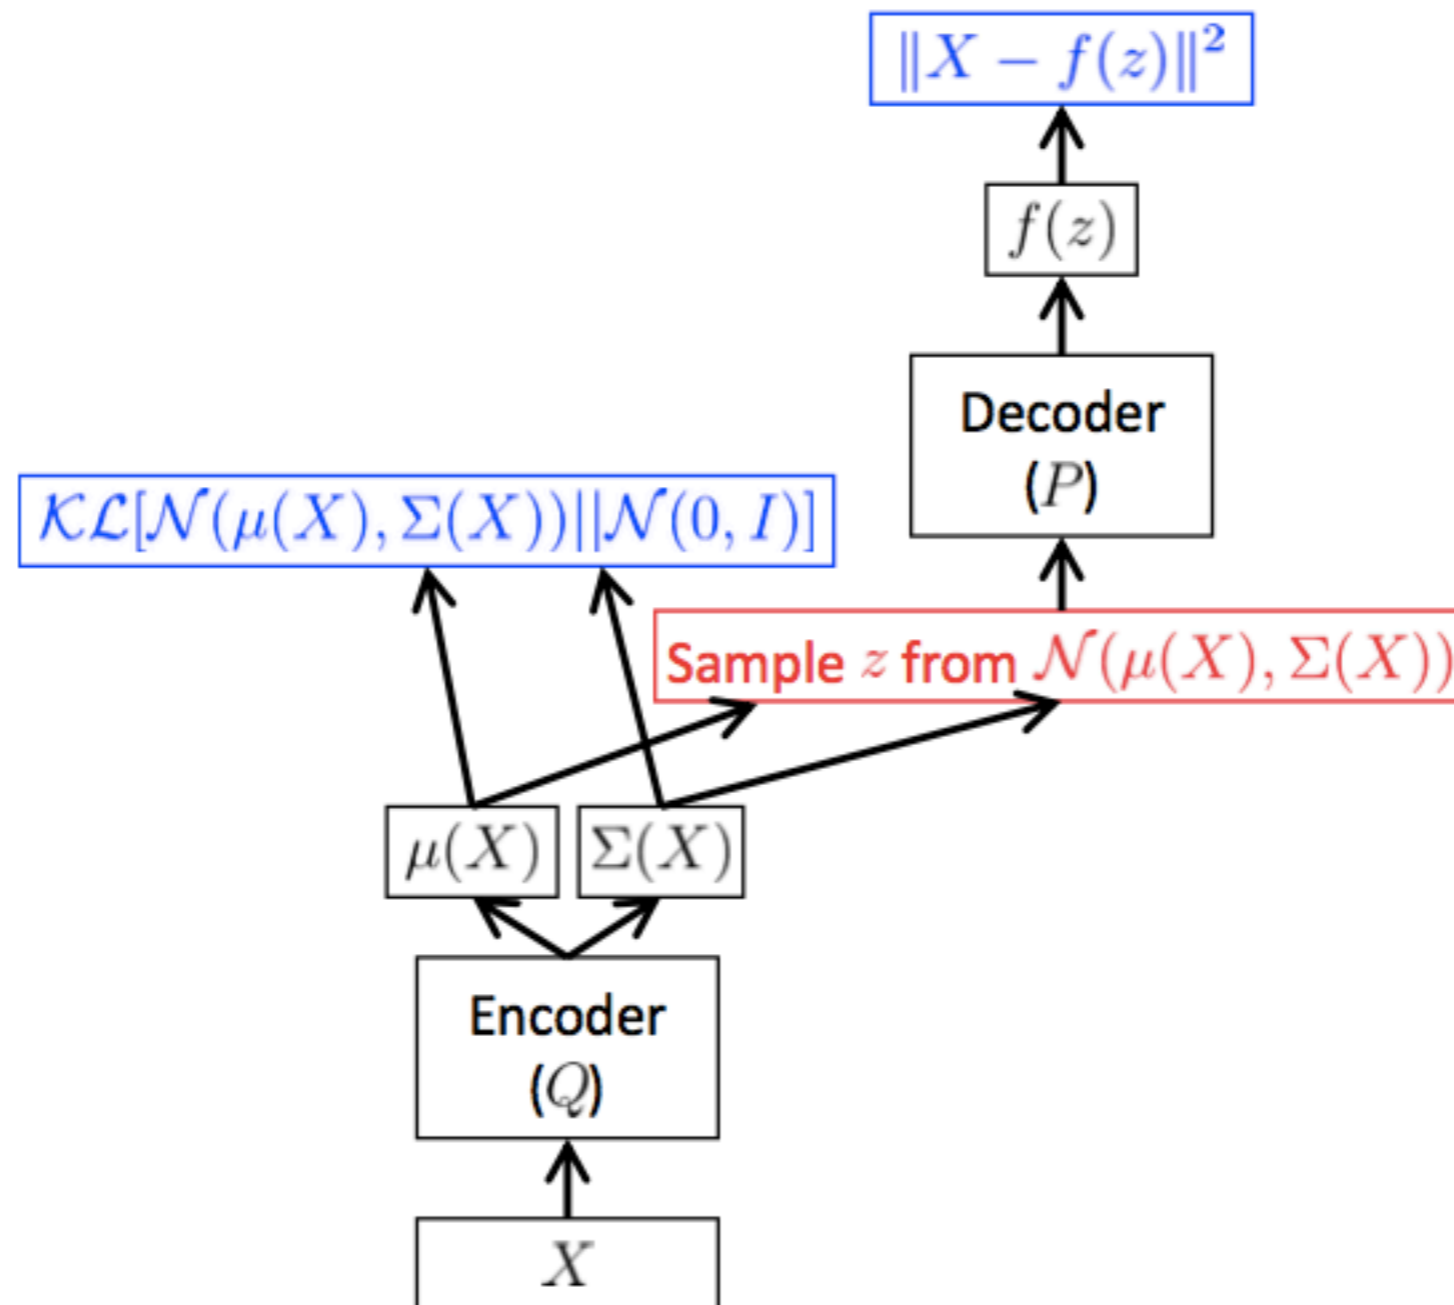 ‖X − f(z)‖²
f(z)
Decoder
(P)
𝒦ℒ[𝒩(μ(X), Σ(X))||𝒩(0, I)]
Sample z from 𝒩(μ(X), Σ(X))
μ(X) Σ(X)
Encoder
(Q)
X